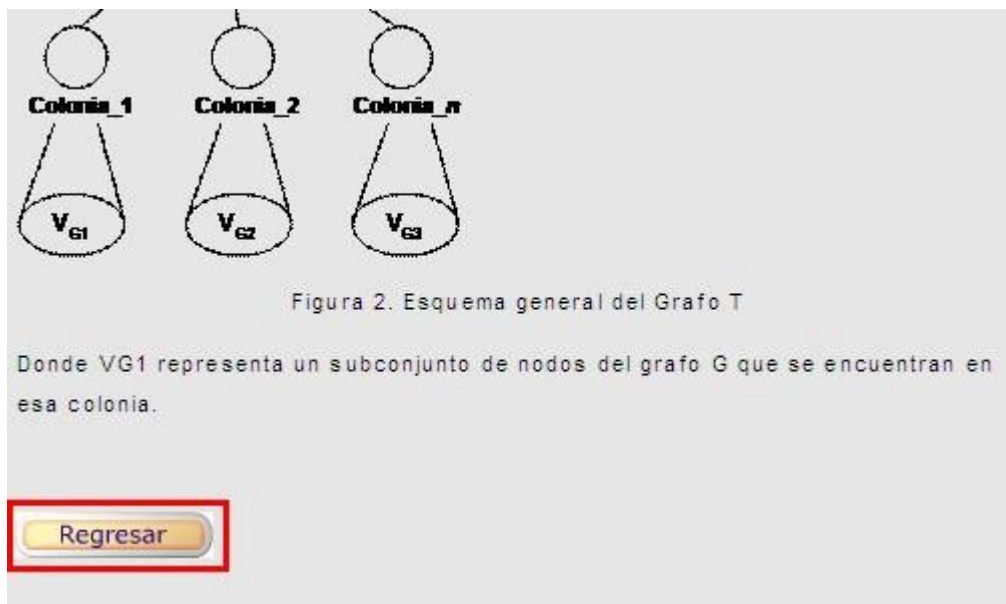 Colonia_1 Colonia_2 Colonia_n
VG1 VG2 VG3
Figura 2. Esquema general del Grafo T
Donde VG1 representa un subconjunto de nodos del grafo G que se encuentran en
esa colonia.
Regresar